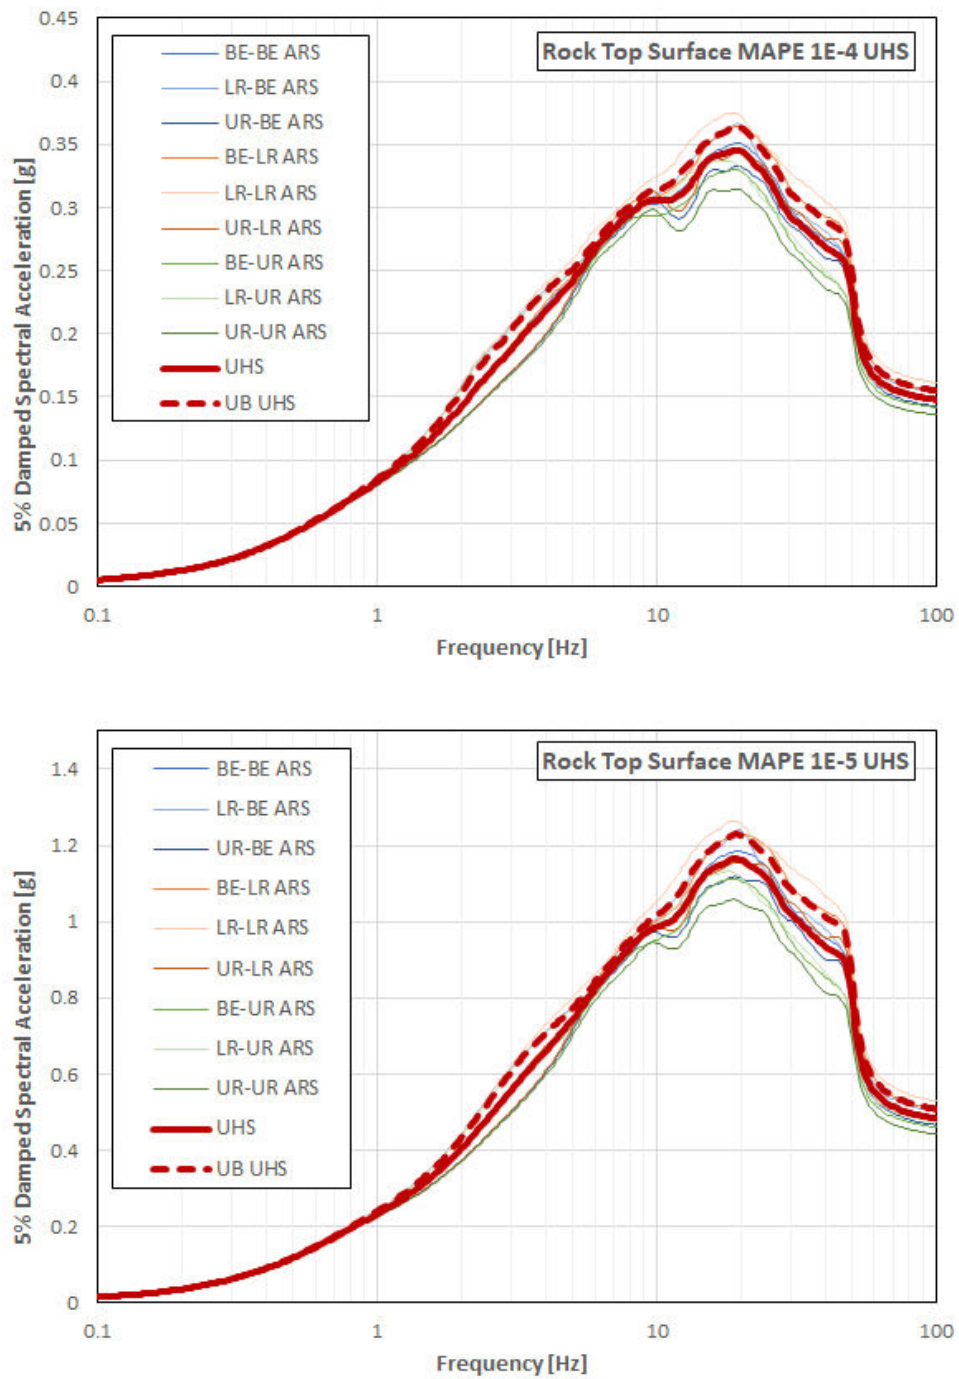 Rock Top Surface MAPE 1E-4 UHS
5% Damped Spectral Acceleration [g]
0.45
0.4
0.35
0.3
0.25
0.2
0.15
0.1
0.05
0
BE-BE ARS
LR-BE ARS
UR-BE ARS
BE-LR ARS
LR-LR ARS
UR-LR ARS
BE-UR ARS
LR-UR ARS
UR-UR ARS
UHS
UB UHS
0.1 1 10 100
Frequency [Hz]
Rock Top Surface MAPE 1E-5 UHS
5% Damped Spectral Acceleration [g]
1.4
1.2
1
0.8
0.6
0.4
0.2
0
BE-BE ARS
LR-BE ARS
UR-BE ARS
BE-LR ARS
LR-LR ARS
UR-LR ARS
BE-UR ARS
LR-UR ARS
UR-UR ARS
UHS
UB UHS
0.1 1 10 100
Frequency [Hz]